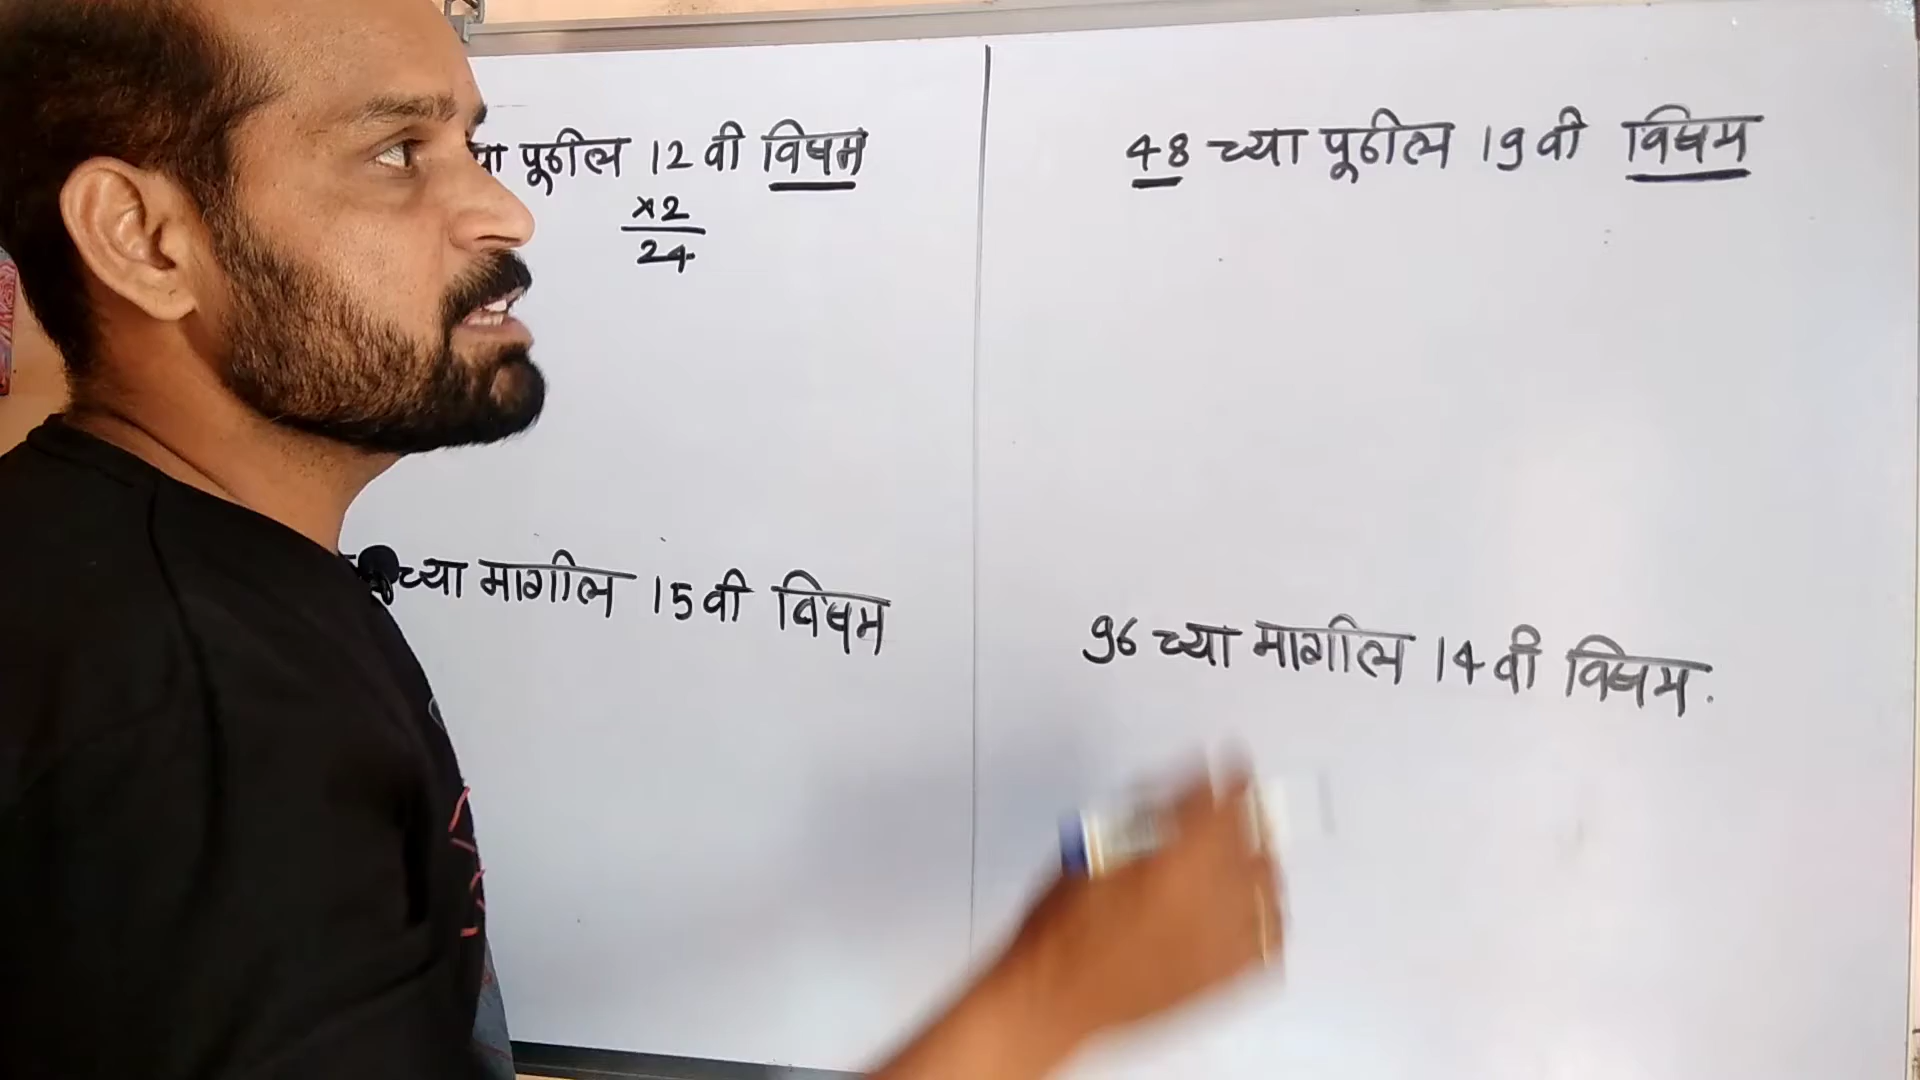 पूढील 12 वी विषम
×2
24
48 च्या पूढील 19 वी विषम
च्या मागील 15 वी विषम
96 च्या मागील 14 वी विषम.